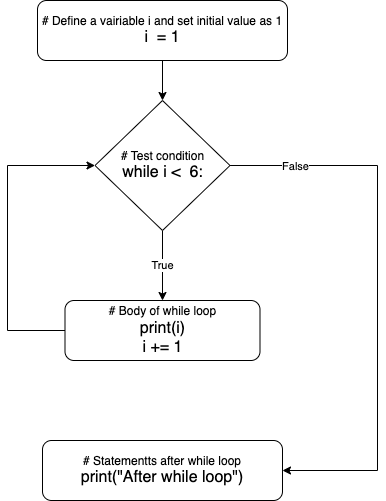 # Define a vairiable i and set initial value as 1
i = 1
# Test condition
while i < 6:
False
True
# Body of while loop
print(i)
i += 1
# Statementts after while loop
print("After while loop")